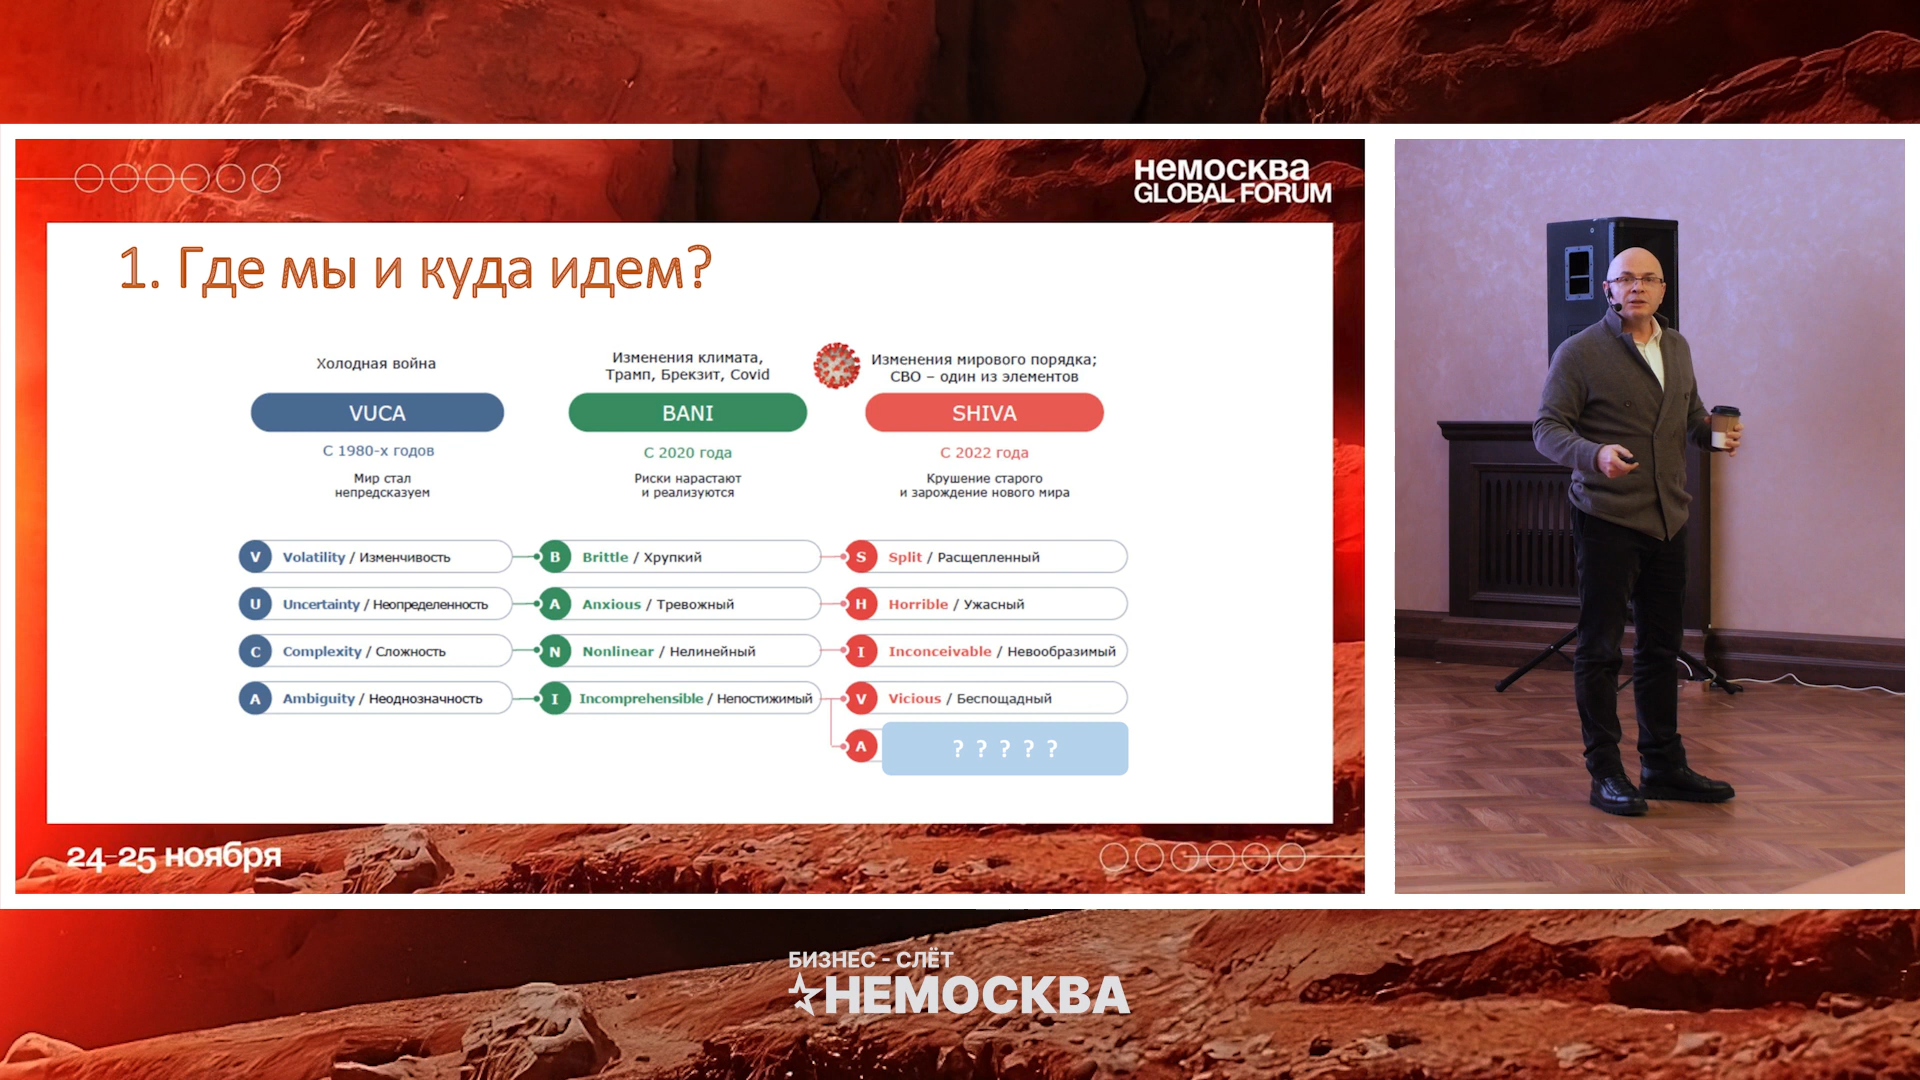 немосква
GLOBAL FORUM
1. Где мы и куда идем?
Холодная война
VUCA
С 1980-х годов
Мир стал
непредсказуем
Изменения климата,
Трамп, Брекзит, Covid
BANI
С 2020 года
Риски нарастают
и реализуются
Изменения мирового порядка;
СВО – один из элементов
SHIVA
С 2022 года
Крушение старого
и зарождение нового мира
V Volatility / Изменчивость
B Brittle / Хрупкий
S Split / Расщепленный
U Uncertainty / Неопределенность
A Anxious / Тревожный
H Horrible / Ужасный
C Complexity / Сложность
N Nonlinear / Нелинейный
I Inconceivable / Невообразимый
A Ambiguity / Неоднозначность
I Incomprehensible / Непостижимый
V Vicious / Беспощадный
A ? ? ? ? ?
24-25 ноября
БИЗНЕС - СЛЁТ
НЕМОСКВА